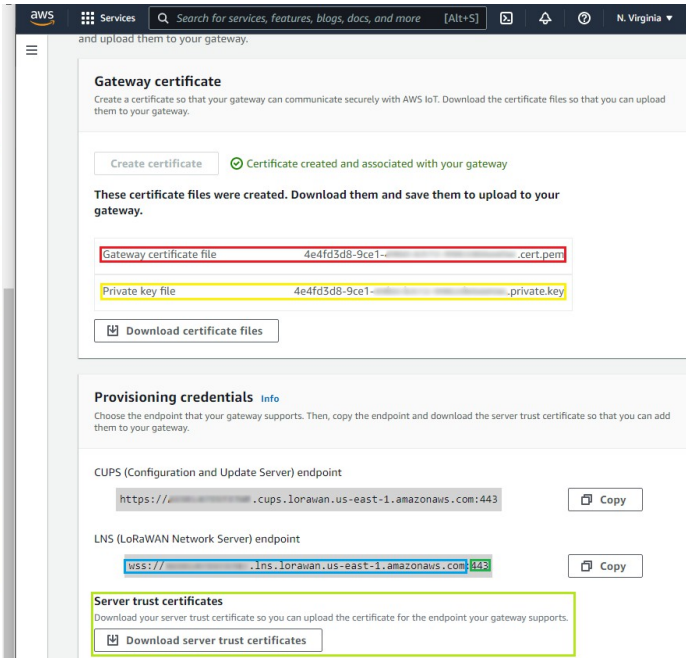 aws
Services
Search for services, features, blogs, docs, and more [Alt+S]
N. Virginia ▼
and upload them to your gateway.
Gateway certificate
Create a certificate so that your gateway can communicate securely with AWS IoT. Download the certificate files so that you can upload
them to your gateway.
Create certificate
Certificate created and associated with your gateway
These certificate files were created. Download them and save them to upload to your
gateway.
Gateway certificate file 4e4fd3d8-9ce1- .cert.pem
Private key file 4e4fd3d8-9ce1- .private.key
Download certificate files
Provisioning credentials Info
Choose the endpoint that your gateway supports. Then, copy the endpoint and download the server trust certificate so that you can add
them to your gateway.
CUPS (Configuration and Update Server) endpoint
https:// .cups.lorawan.us-east-1.amazonaws.com:443 Copy
LNS (LoRaWAN Network Server) endpoint
wss:// .lns.lorawan.us-east-1.amazonaws.com:443 Copy
Server trust certificates
Download your server trust certificate so you can upload the certificate for the endpoint your gateway supports.
Download server trust certificates